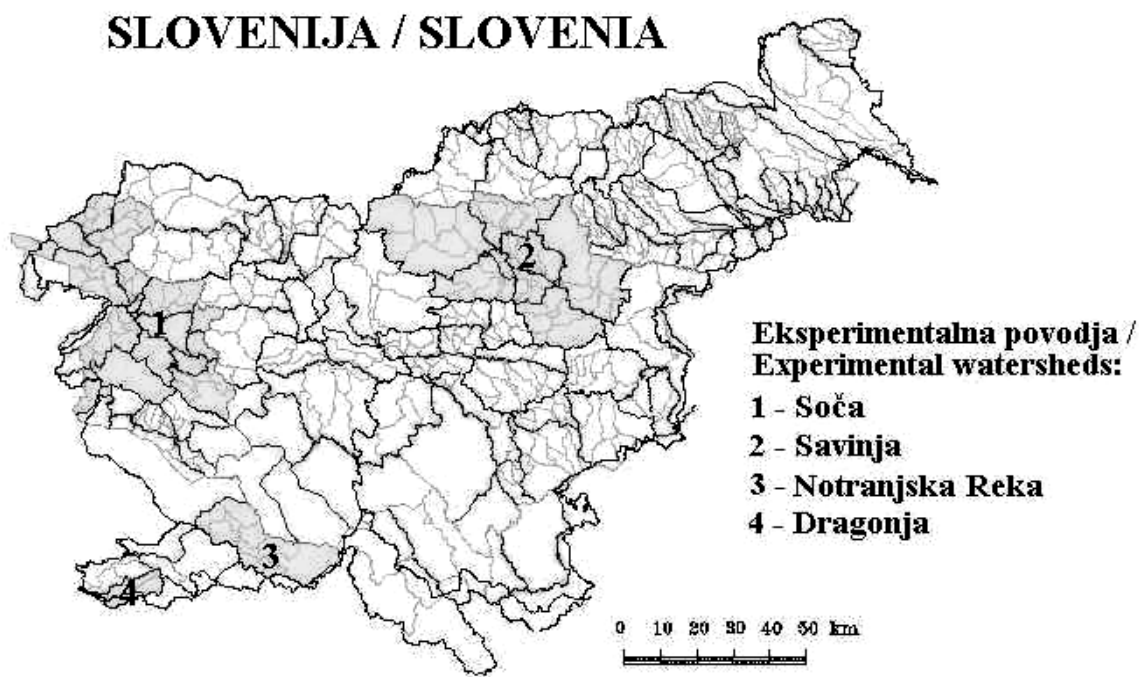 SLOVENIJA / SLOVENIA
1
2
3
4
Eksperimentalna povodja /
Experimental watersheds:
1 - Soča
2 - Savinja
3 - Notranjska Reka
4 - Dragonja
0 10 20 30 40 50 km